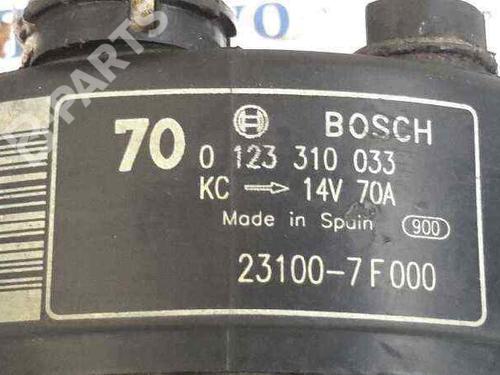 70 BOSCH
0 123 310 033
KC → 14V 70A
Made in Spain 900
23100-7F000